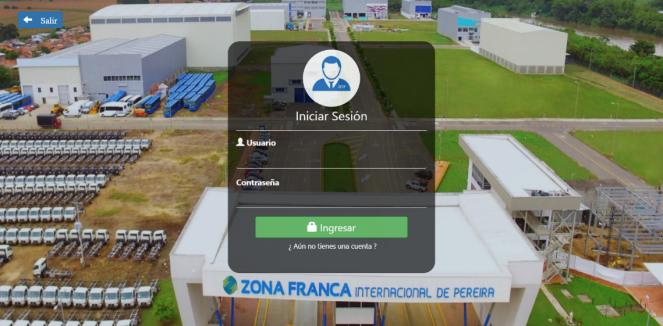 Salir
Iniciar Sesión
Usuario
Contraseña
Ingresar
¿ Aún no tienes una cuenta ?
ZONA FRANCA INTERNACIONAL DE PEREIRA